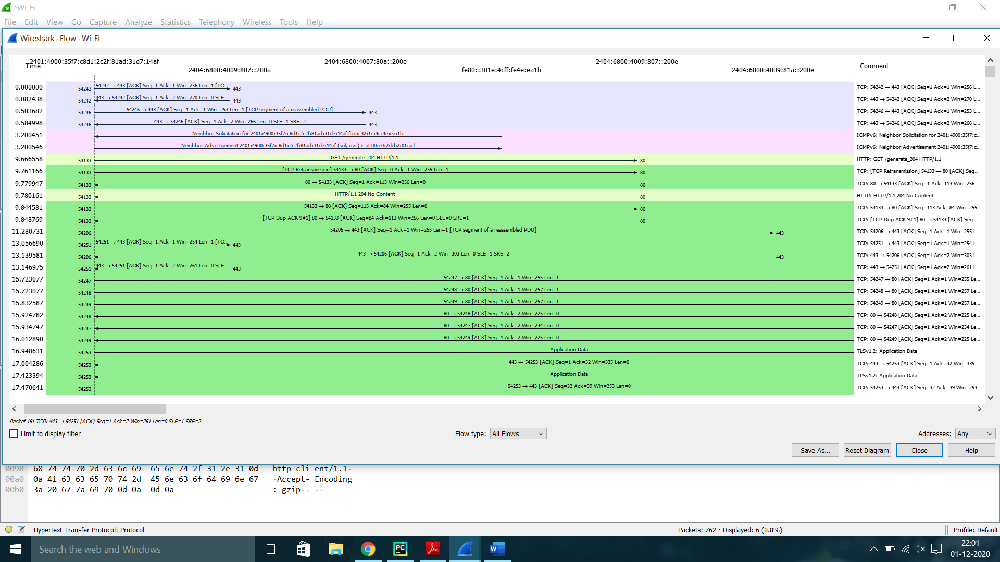 *Wi-Fi
File Edit View Go Capture Analyze Statistics Telephony Wireless Tools Help
Wireshark · Flow · Wi-Fi
Time 2401:4900:35f7:c8d1:2c2f:81ad:31d7:14af 2404:6800:4007:80a::200e 2404:6800:4009:807::200e Comment
2404:6800:4009:807::200a fe80::301e:4cff:fe4e:ea1b 2404:6800:4009:81a::200e
0.000000 54242 54242 → 443 [ACK] Seq=1 Ack=1 Win=256 Len=1 [TC... 443 TCP: 54242 → 443 [ACK] Seq=1 Ack=1 Win=256 L...
0.082438 54242 443 → 54242 [ACK] Seq=1 Ack=2 Win=270 Len=0 SLE... 443 TCP: 443 → 54242 [ACK] Seq=1 Ack=2 Win=270 L...
0.503682 54246 54246 → 443 [ACK] Seq=1 Ack=1 Win=253 Len=1 [TCP segment of a reassembled PDU] 443 TCP: 54246 → 443 [ACK] Seq=1 Ack=1 Win=253 L...
0.584998 54246 443 → 54246 [ACK] Seq=1 Ack=2 Win=266 Len=0 SLE=1 SRE=2 443 TCP: 443 → 54246 [ACK] Seq=1 Ack=2 Win=266 L...
3.200451 Neighbor Solicitation for 2401:4900:35f7:c8d1:2c2f:81ad:31d7:14af from 32:1e:4c:4e:ea:1b ICMPv6: Neighbor Solicitation for 2401:4900:35f7:c...
3.200546 Neighbor Advertisement 2401:4900:35f7:c8d1:2c2f:81ad:31d7:14af (sol, ovr) is at 00:e0:2d:b2:01:ad ICMPv6: Neighbor Advertisement 2401:4900:35f7:c...
9.666558 54133 GET /generate_204 HTTP/1.1 80 HTTP: GET /generate_204 HTTP/1.1
9.761166 54133 [TCP Retransmission] 54133 → 80 [ACK] Seq=0 Ack=1 Win=255 Len=1 80 TCP: [TCP Retransmission] 54133 → 80 [ACK] Seq...
9.779947 54133 80 → 54133 [ACK] Seq=1 Ack=113 Win=256 Len=0 80 TCP: 80 → 54133 [ACK] Seq=1 Ack=113 Win=256 ...
9.780161 54133 HTTP/1.1 204 No Content 80 HTTP: HTTP/1.1 204 No Content
9.844581 54133 54133 → 80 [ACK] Seq=113 Ack=84 Win=255 Len=0 80 TCP: 54133 → 80 [ACK] Seq=113 Ack=84 Win=255...
9.848769 54133 [TCP Dup ACK 9#1] 80 → 54133 [ACK] Seq=84 Ack=113 Win=256 Len=0 SLE=0 SRE=1 80 TCP: [TCP Dup ACK 9#1] 80 → 54133 [ACK] Seq=...
11.280731 54206 54206 → 443 [ACK] Seq=1 Ack=1 Win=255 Len=1 [TCP segment of a reassembled PDU] 443 TCP: 54206 → 443 [ACK] Seq=1 Ack=1 Win=255 L...
13.056690 54251 54251 → 443 [ACK] Seq=1 Ack=1 Win=254 Len=1 [TC... 443 TCP: 54251 → 443 [ACK] Seq=1 Ack=1 Win=254 L...
13.139581 54206 443 → 54206 [ACK] Seq=1 Ack=2 Win=303 Len=0 SLE=1 SRE=2 443 TCP: 443 → 54206 [ACK] Seq=1 Ack=2 Win=303 L...
13.146975 54251 443 → 54251 [ACK] Seq=1 Ack=2 Win=261 Len=0 SLE... 443 TCP: 443 → 54251 [ACK] Seq=1 Ack=2 Win=261 L...
15.723077 54247 54247 → 80 [ACK] Seq=1 Ack=1 Win=255 Len=1 TCP: 54247 → 80 [ACK] Seq=1 Ack=1 Win=255 Le...
15.723077 54248 54248 → 80 [ACK] Seq=1 Ack=1 Win=257 Len=1 TCP: 54248 → 80 [ACK] Seq=1 Ack=1 Win=257 Le...
15.832587 54249 54249 → 80 [ACK] Seq=1 Ack=1 Win=257 Len=1 TCP: 54249 → 80 [ACK] Seq=1 Ack=1 Win=257 Le...
15.924782 54248 80 → 54248 [ACK] Seq=1 Ack=2 Win=225 Len=0 TCP: 80 → 54248 [ACK] Seq=1 Ack=2 Win=225 Le...
15.934747 54247 80 → 54247 [ACK] Seq=1 Ack=2 Win=234 Len=0 TCP: 80 → 54247 [ACK] Seq=1 Ack=2 Win=234 Le...
16.012890 54249 80 → 54249 [ACK] Seq=1 Ack=2 Win=225 Len=0 TCP: 80 → 54249 [ACK] Seq=1 Ack=2 Win=225 Le...
16.948631 54253 Application Data TLSv1.2: Application Data
17.004286 54253 443 → 54253 [ACK] Seq=1 Ack=32 Win=335 Len=0 TCP: 443 → 54253 [ACK] Seq=1 Ack=32 Win=335 ...
17.423394 54253 Application Data TLSv1.2: Application Data
17.470641 54253 54253 → 443 [ACK] Seq=32 Ack=39 Win=253 Len=0 TCP: 54253 → 443 [ACK] Seq=32 Ack=39 Win=253...
Packet 16: TCP: 443 → 54251 [ACK] Seq=1 Ack=2 Win=261 Len=0 SLE=1 SRE=2
Limit to display filter Flow type: All Flows Addresses: Any
Save As... Reset Diagram Close Help
0090 68 74 74 70 2d 63 6c 69 65 6e 74 2f 31 2e 31 0d http-cli ent/1.1·
00a0 0a 41 63 63 65 70 74 2d 45 6e 63 6f 64 69 6e 67 ·Accept- Encoding
00b0 3a 20 67 7a 69 70 0d 0a 0d 0a : gzip·· ··
Hypertext Transfer Protocol: Protocol Packets: 762 · Displayed: 6 (0.8%) Profile: Default
Search the web and Windows
22:01
01-12-2020